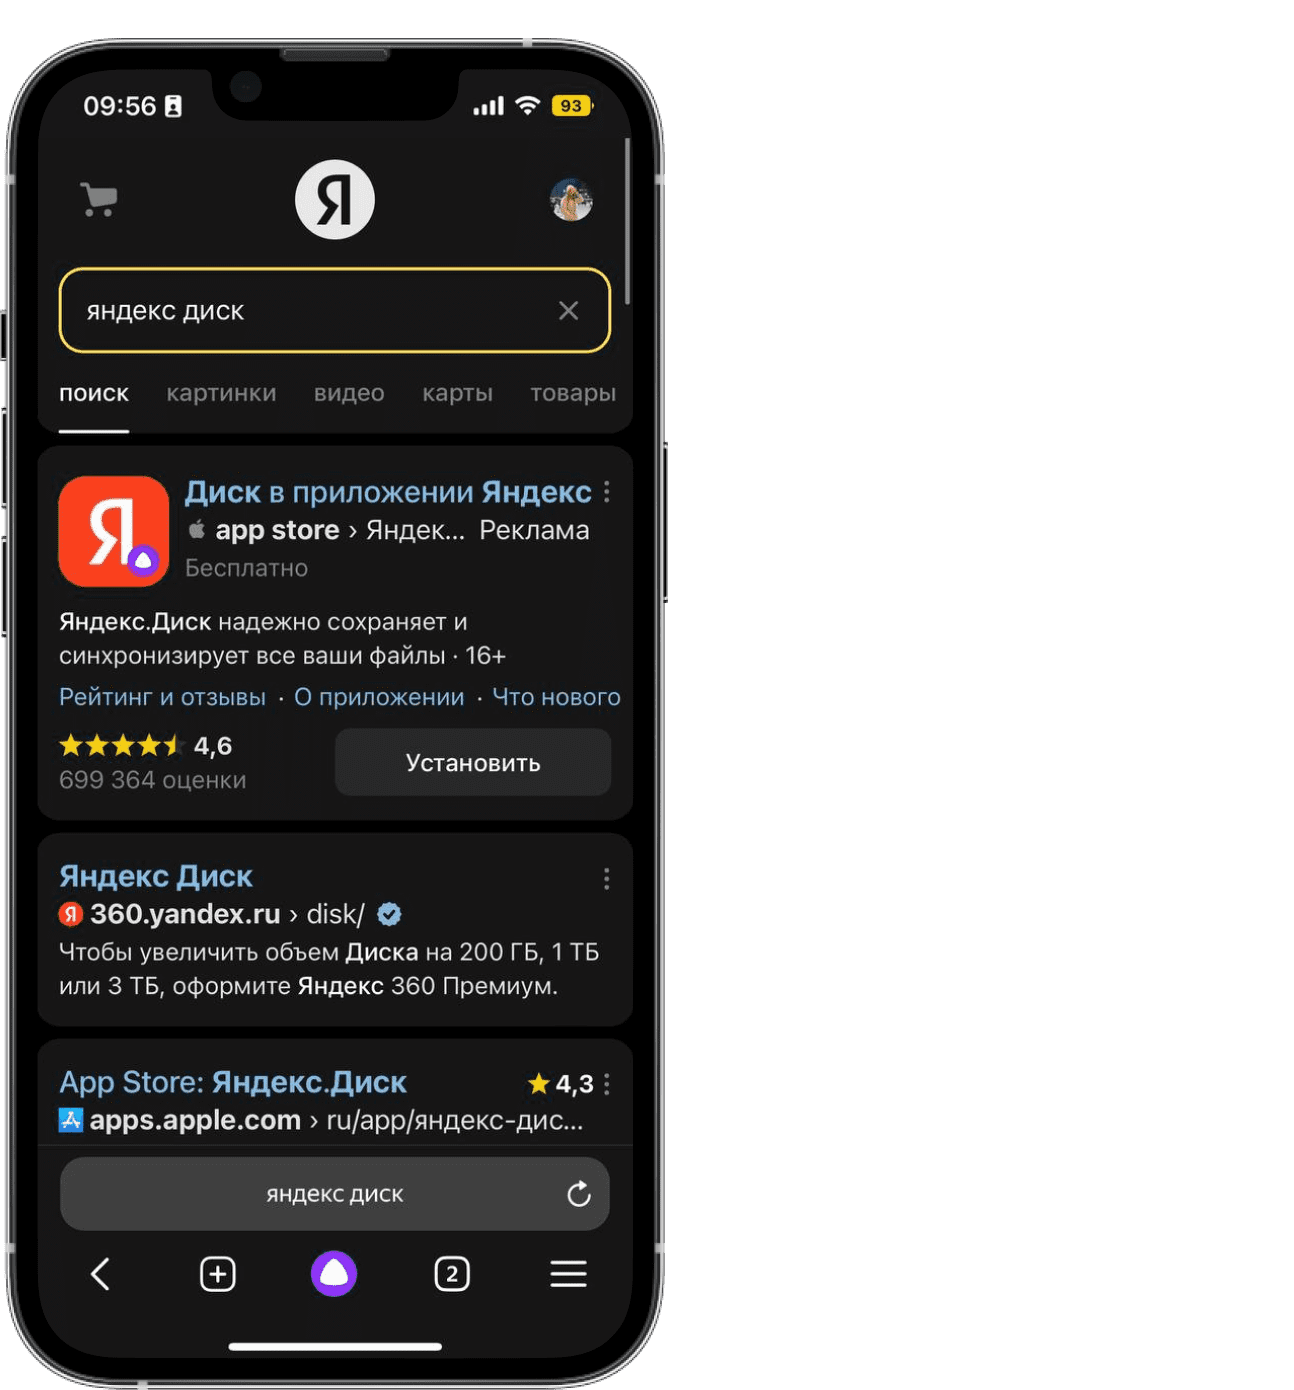 09:56
93
Я
яндекс диск
поиск картинки видео карты товары
Я
Диск в приложении Яндекс
app store › Яндек... Реклама
Бесплатно
Яндекс.Диск надежно сохраняет и
синхронизирует все ваши файлы · 16+
Рейтинг и отзывы · О приложении · Что нового
4,6
699 364 оценки
Установить
Яндекс Диск
Я 360.yandex.ru › disk/
Чтобы увеличить объем Диска на 200 ГБ, 1 ТБ
или 3 ТБ, оформите Яндекс 360 Премиум.
App Store: Яндекс.Диск 4,3
apps.apple.com › ru/app/яндекс-дис...
яндекс диск
2